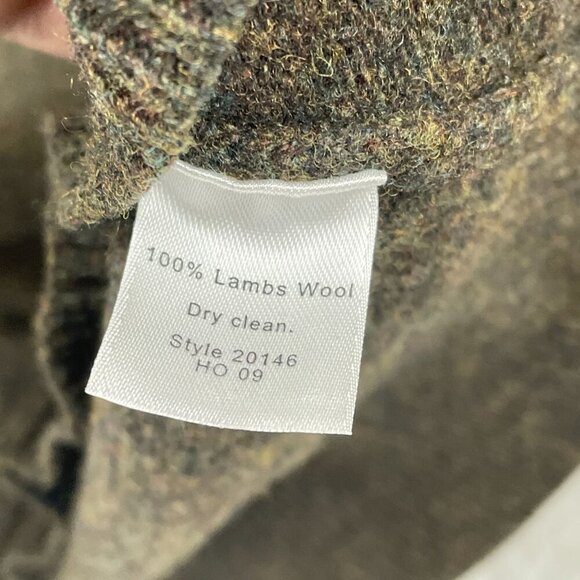 100% Lambs Wool
Dry clean.
Style 20146
HO 09